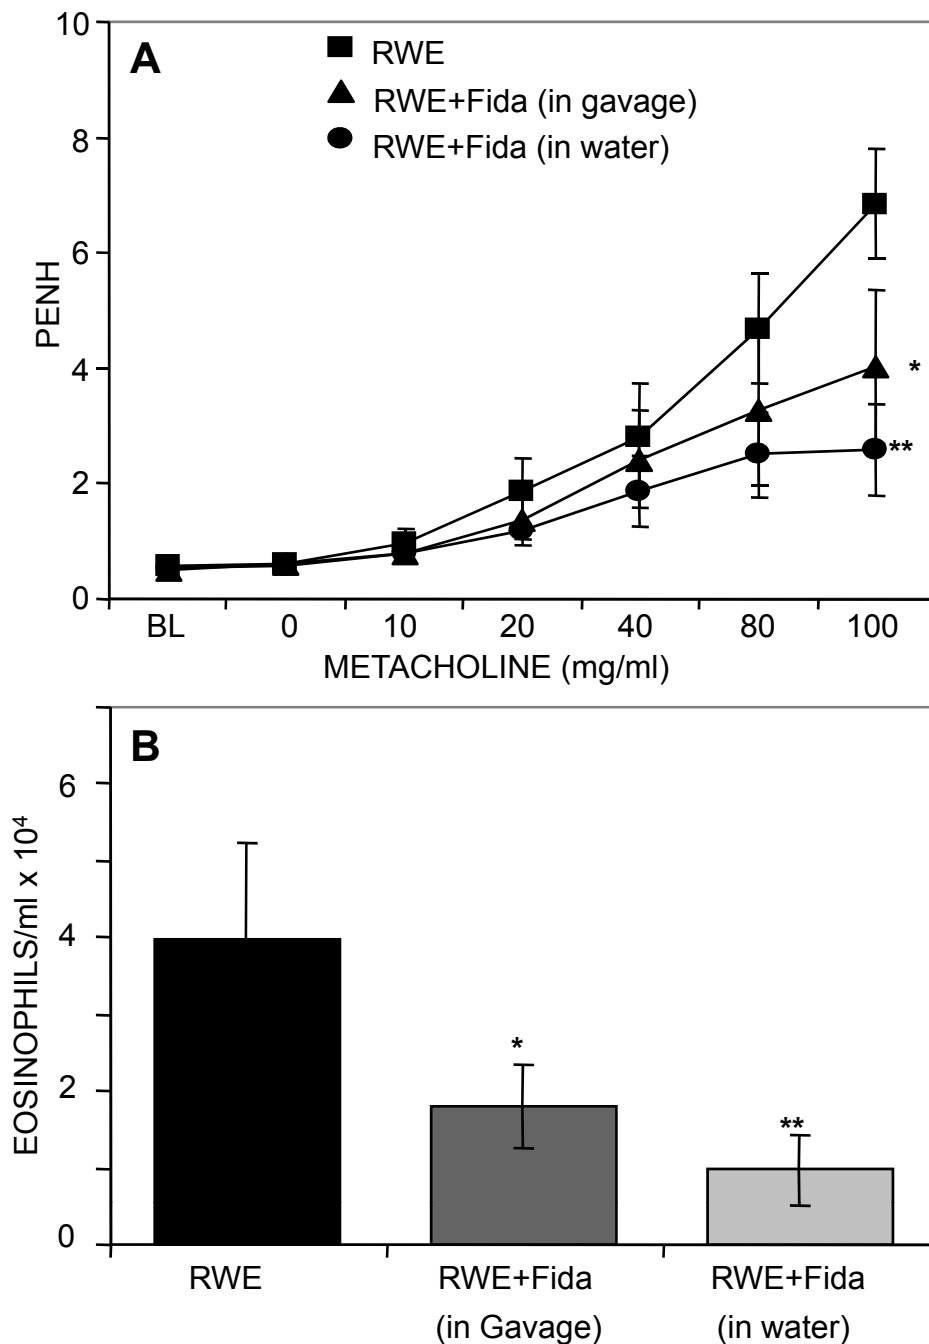 A
RWE
RWE+Fida (in gavage)
RWE+Fida (in water)
10
8
6
4
2
0
PENH
*
**
BL 0 10 20 40 80 100
METACHOLINE (mg/ml)
B
6
4
2
0
EOSINOPHILS/ml x 10⁴
*
**
RWE RWE+Fida RWE+Fida
(in Gavage) (in water)